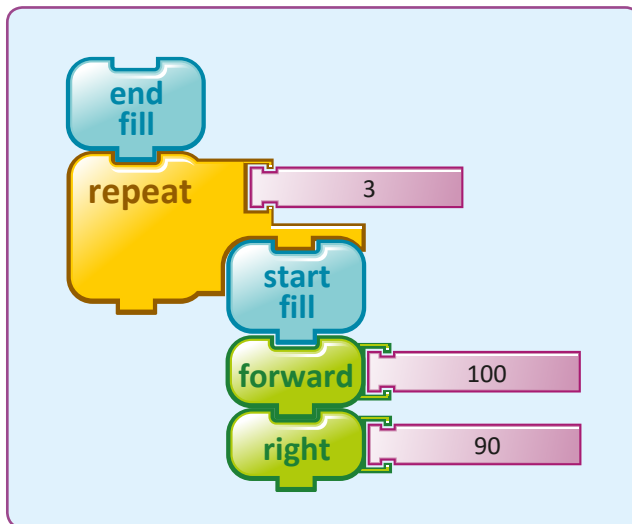 end
fill
repeat 3
start
fill
forward 100
right 90